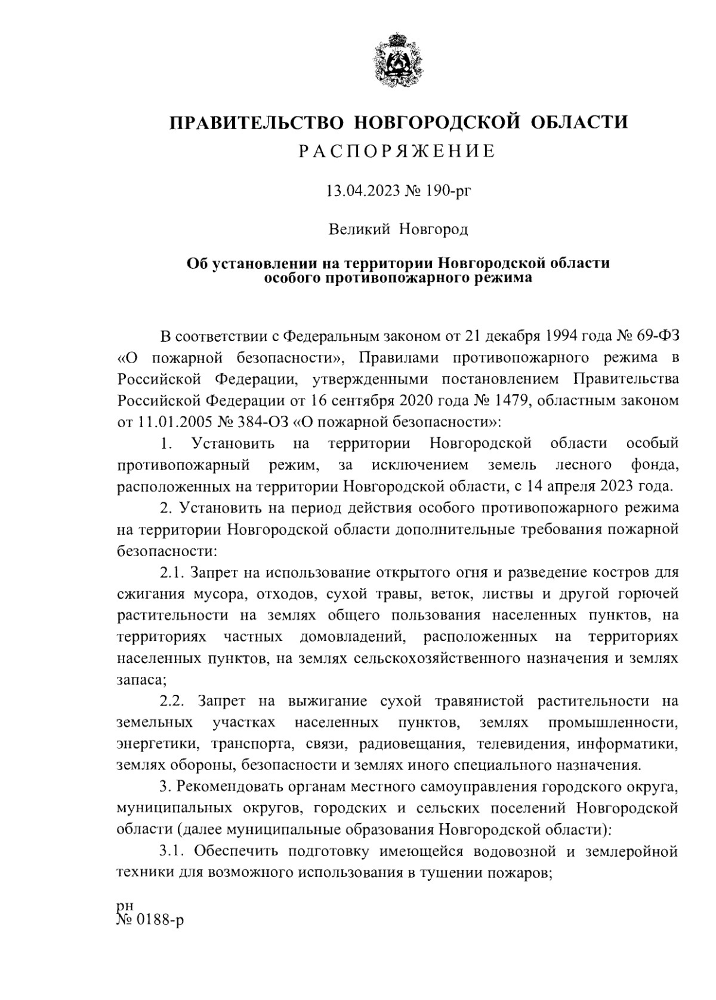 ПРАВИТЕЛЬСТВО НОВГОРОДСКОЙ ОБЛАСТИ
РАСПОРЯЖЕНИЕ
13.04.2023 № 190-рг
Великий Новгород
Об установлении на территории Новгородской области
особого противопожарного режима
В соответствии с Федеральным законом от 21 декабря 1994 года № 69-ФЗ
«О пожарной безопасности», Правилами противопожарного режима в
Российской Федерации, утвержденными постановлением Правительства
Российской Федерации от 16 сентября 2020 года № 1479, областным законом
от 11.01.2005 № 384-ОЗ «О пожарной безопасности»:
1. Установить на территории Новгородской области особый
противопожарный режим, за исключением земель лесного фонда,
расположенных на территории Новгородской области, с 14 апреля 2023 года.
2. Установить на период действия особого противопожарного режима
на территории Новгородской области дополнительные требования пожарной
безопасности:
2.1. Запрет на использование открытого огня и разведение костров для
сжигания мусора, отходов, сухой травы, веток, листвы и другой горючей
растительности на землях общего пользования населенных пунктов, на
территориях частных домовладений, расположенных на территориях
населенных пунктов, на землях сельскохозяйственного назначения и землях
запаса;
2.2. Запрет на выжигание сухой травянистой растительности на
земельных участках населенных пунктов, землях промышленности,
энергетики, транспорта, связи, радиовещания, телевидения, информатики,
землях обороны, безопасности и землях иного специального назначения.
3. Рекомендовать органам местного самоуправления городского округа,
муниципальных округов, городских и сельских поселений Новгородской
области (далее муниципальные образования Новгородской области):
3.1. Обеспечить подготовку имеющейся водовозной и землеройной
техники для возможного использования в тушении пожаров;
рн
№ 0188-р